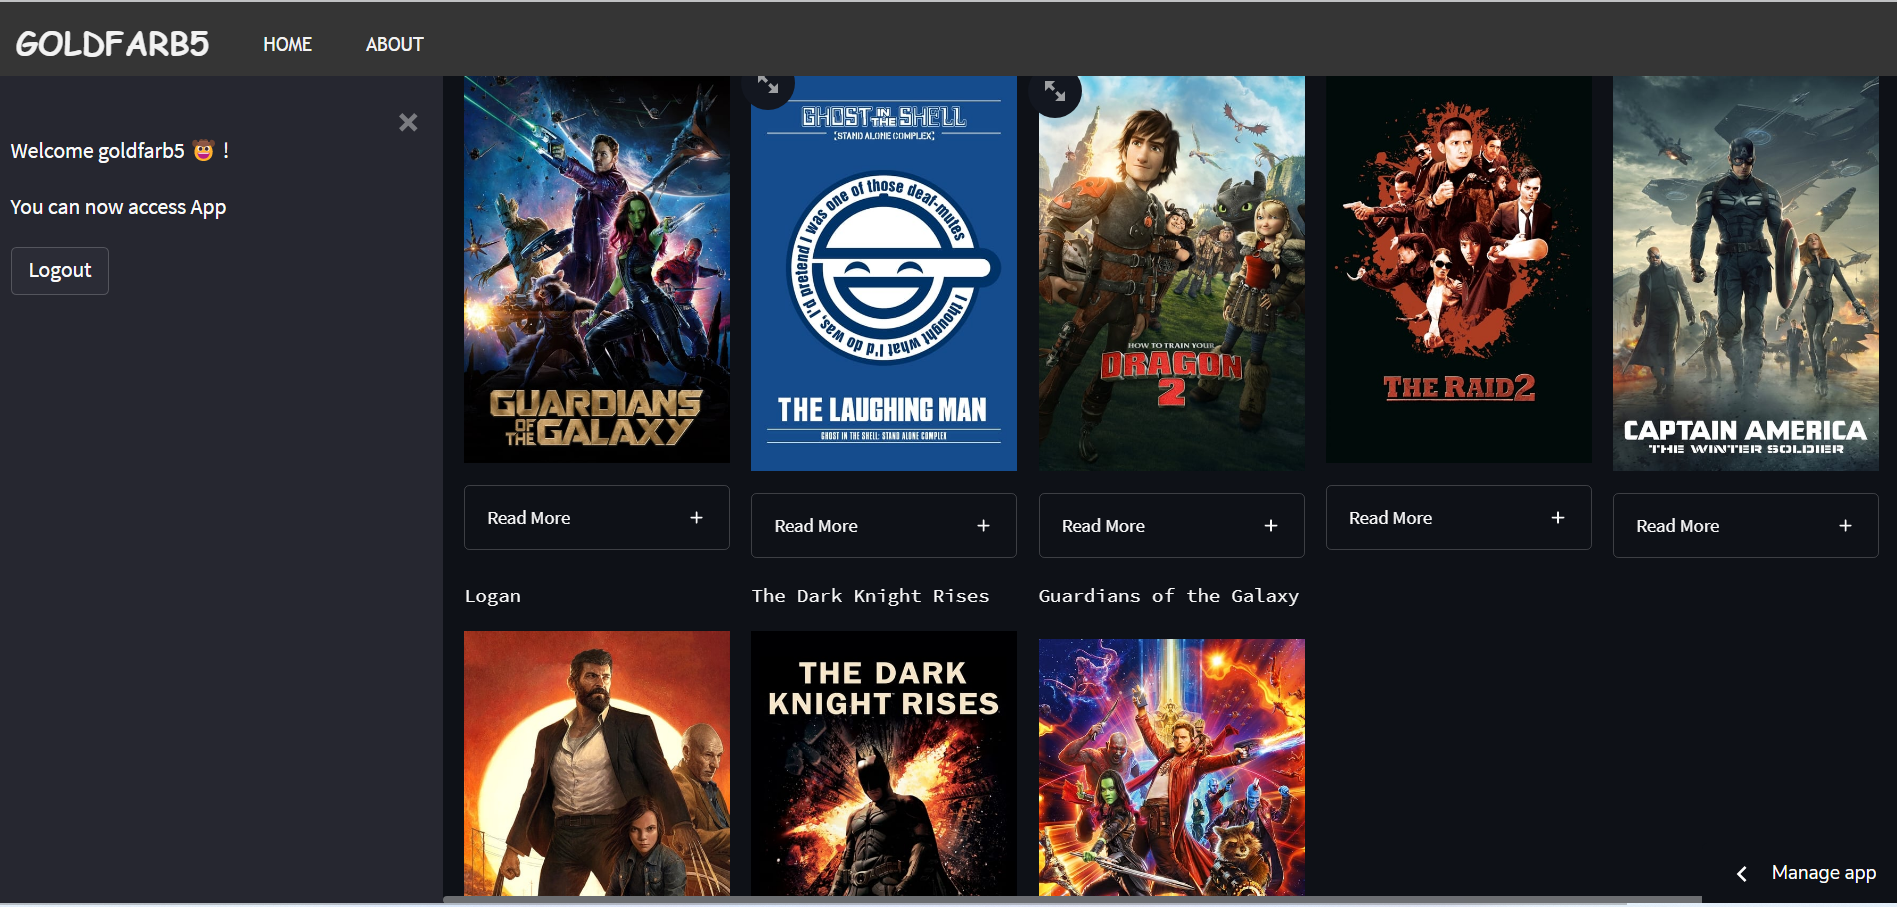 GOLDFARB5
HOME
ABOUT
Welcome goldfarb5 🤠 !
You can now access App
Logout
GUARDIANS
OF THE GALAXY
GHOST IN THE SHELL
[STAND ALONE COMPLEX]
I thought what I'd do was, I'd pretend I was one of those deaf-mutes
THE LAUGHING MAN
GHOST IN THE SHELL: STAND ALONE COMPLEX
HOW TO TRAIN YOUR
DRAGON
2
THE RAID 2
CAPTAIN AMERICA
THE WINTER SOLDIER
Read More
Read More
Read More
Read More
Read More
Logan
The Dark Knight Rises
Guardians of the Galaxy
THE DARK
KNIGHT RISES
Manage app